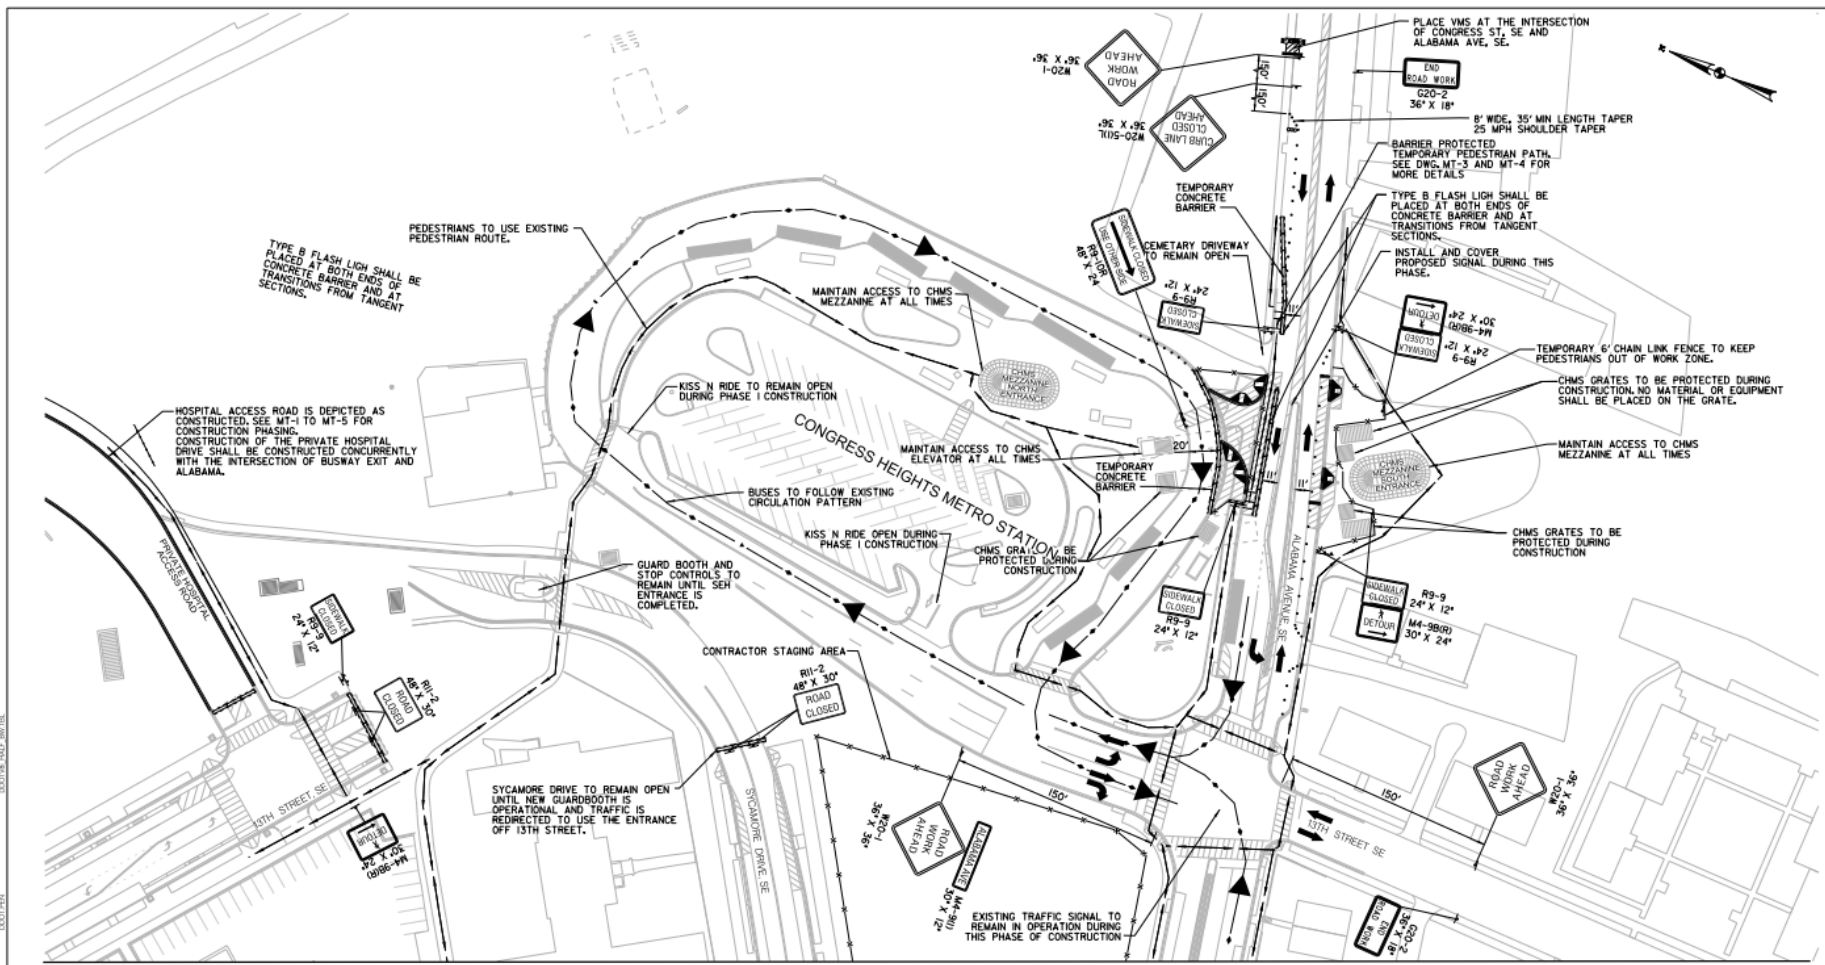 PLACE VMS AT THE INTERSECTION
OF CONGRESS ST, SE AND
ALABAMA AVE, SE.
END
ROAD WORK
G20-2
36" X 18"
8' WIDE, 35' MIN LENGTH TAPER
25 MPH SHOULDER TAPER
BARRIER PROTECTED
TEMPORARY PEDESTRIAN PATH.
SEE DWG. MT-3 AND MT-4 FOR
MORE DETAILS
TYPE B FLASH LIGH SHALL BE
PLACED AT BOTH ENDS OF
CONCRETE BARRIER AND AT
TRANSITIONS FROM TANGENT
SECTIONS.
INSTALL AND COVER
PROPOSED SIGNAL DURING THIS
PHASE.
ROAD
WORK
AHEAD
W20-1
36" X 36"
150'
150'
CURB LANE
CLOSED
AHEAD
W20-5(1)L
36" X 36"
TEMPORARY
CONCRETE
BARRIER
SIDEWALK CLOSED
USE OTHER SIDE
R9-10R
48" X 24
CEMETARY DRIVEWAY
TO REMAIN OPEN
SIDEWALK
CLOSED
R9-9
24" X 12"
11'
PEDESTRIANS TO USE EXISTING
PEDESTRIAN ROUTE.
TYPE B FLASH LIGH SHALL BE
PLACED AT BOTH ENDS OF
CONCRETE BARRIER AND AT
TRANSITIONS FROM TANGENT
SECTIONS.
MAINTAIN ACCESS TO CHMS
MEZZANINE AT ALL TIMES
CHMS
MEZZANINE
NORTH
ENTRANCE
DETOUR
M4-9B(R)
30" X 24"
SIDEWALK
CLOSED
R9-9
24" X 12"
TEMPORARY 6' CHAIN LINK FENCE TO KEEP
PEDESTRIANS OUT OF WORK ZONE.
CHMS GRATES TO BE PROTECTED DURING
CONSTRUCTION. NO MATERIAL OR EQUIPMENT
SHALL BE PLACED ON THE GRATE.
MAINTAIN ACCESS TO CHMS
MEZZANINE AT ALL TIMES
CHMS
MEZZANINE
SOUTH
ENTRANCE
CHMS GRATES TO BE
PROTECTED DURING
CONSTRUCTION
KISS N RIDE TO REMAIN OPEN
DURING PHASE I CONSTRUCTION
CONGRESS HEIGHTS METRO STATION
HOSPITAL ACCESS ROAD IS DEPICTED AS
CONSTRUCTED. SEE MT-1 TO MT-5 FOR
CONSTRUCTION PHASING.
CONSTRUCTION OF THE PRIVATE HOSPITAL
DRIVE SHALL BE CONSTRUCTED CONCURRENTLY
WITH THE INTERSECTION OF BUSWAY EXIT AND
ALABAMA.
MAINTAIN ACCESS TO CHMS
ELEVATOR AT ALL TIMES
20'
TEMPORARY
CONCRETE
BARRIER
11'
11'
BUSES TO FOLLOW EXISTING
CIRCULATION PATTERN
KISS N RIDE OPEN DURING
PHASE I CONSTRUCTION
CHMS GRATES TO BE
PROTECTED DURING
CONSTRUCTION
ALABAMA AVENUE, SE
PRIVATE HOSPITAL
ACCESS ROAD
GUARD BOOTH AND
STOP CONTROLS TO
REMAIN UNTIL SEH
ENTRANCE IS
COMPLETED.
SIDEWALK
CLOSED
R9-9
24" X 12"
SIDEWALK
CLOSED
R9-9
24" X 12"
SIDEWALK
CLOSED
R9-9
24" X 12"
DETOUR
M4-9B(R)
30" X 24"
CONTRACTOR STAGING AREA
R11-2
48" X 30"
ROAD
CLOSED
R11-2
48" X 30"
ROAD
CLOSED
SYCAMORE DRIVE TO REMAIN OPEN
UNTIL NEW GUARDBOOTH IS
OPERATIONAL AND TRAFFIC IS
REDIRECTED TO USE THE ENTRANCE
OFF 13TH STREET.
SYCAMORE DRIVE, SE
13TH STREET SE
DETOUR
M4-9B(R)
30" X 24"
150'
ROAD
WORK
AHEAD
W20-1
36" X 36"
ALABAMA AVE
M4-9(1)
30" X 12"
150'
ROAD
WORK
AHEAD
W20-1
36" X 36"
13TH STREET SE
EXISTING TRAFFIC SIGNAL TO
REMAIN IN OPERATION DURING
THIS PHASE OF CONSTRUCTION
END
ROAD WORK
G20-2
36" X 18"